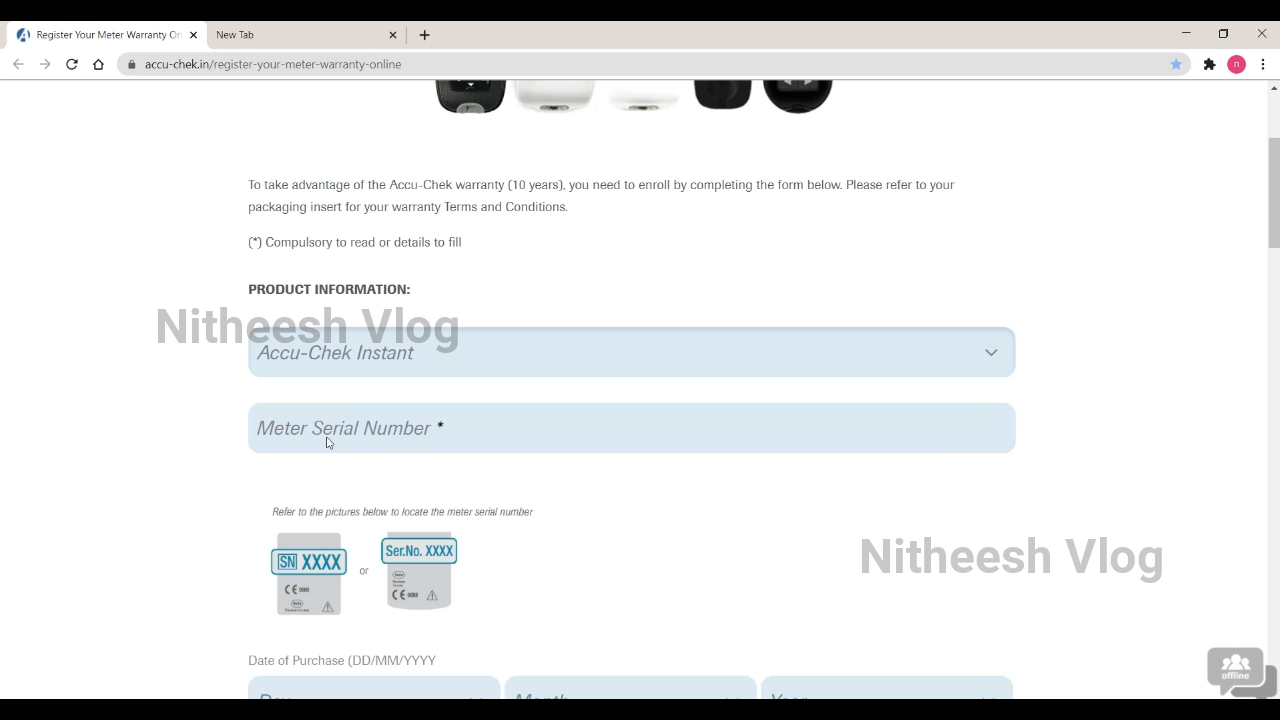 Register Your Meter Warranty On
New Tab
accu-chek.in/register-your-meter-warranty-online
n
To take advantage of the Accu-Chek warranty (10 years), you need to enroll by completing the form below. Please refer to your
packaging insert for your warranty Terms and Conditions.
(*) Compulsory to read or details to fill
PRODUCT INFORMATION:
Nitheesh Vlog
Accu-Chek Instant
Meter Serial Number *
Refer to the pictures below to locate the meter serial number
SN XXXX
or
Ser.No. XXXX
Nitheesh Vlog
Date of Purchase (DD/MM/YYYY
Day
Month
Year
offline